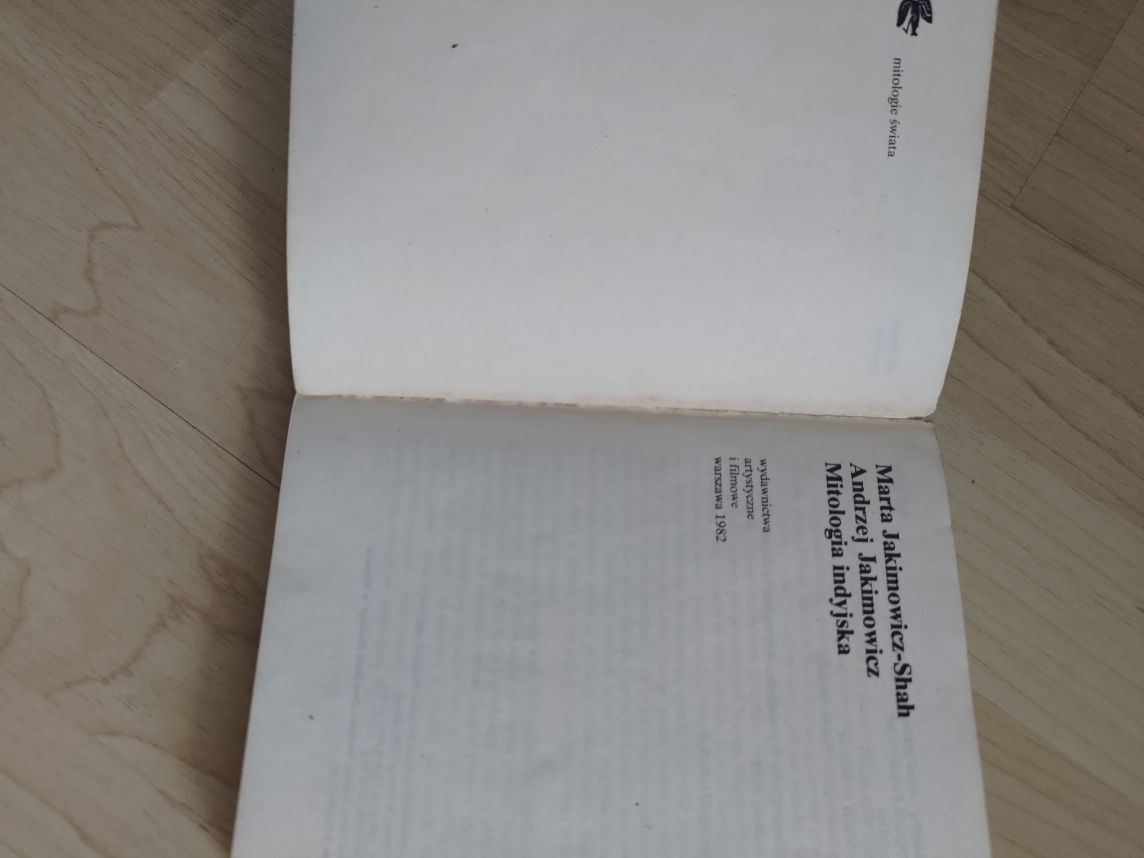 mitologie świata
Marta Jakimowicz-Shah
Andrzej Jakimowicz
Mitologia indyjska
wydawnictwa
artystyczne
i filmowe
warszawa 1982